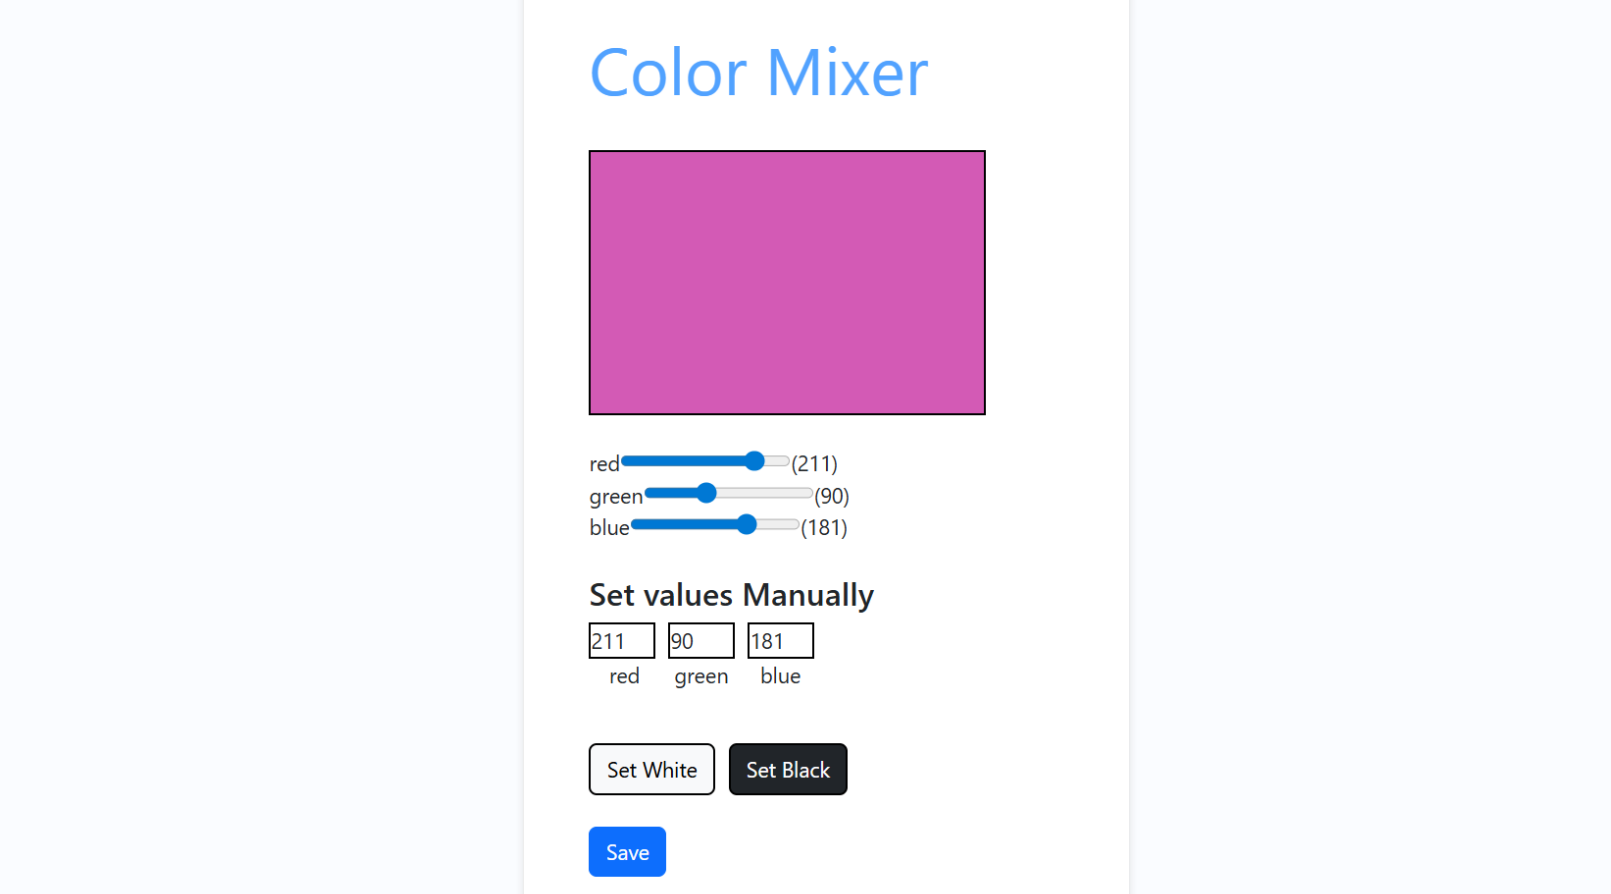 Color Mixer
red (211)
green (90)
blue (181)
Set values Manually
211 90 181
red green blue
Set White Set Black
Save